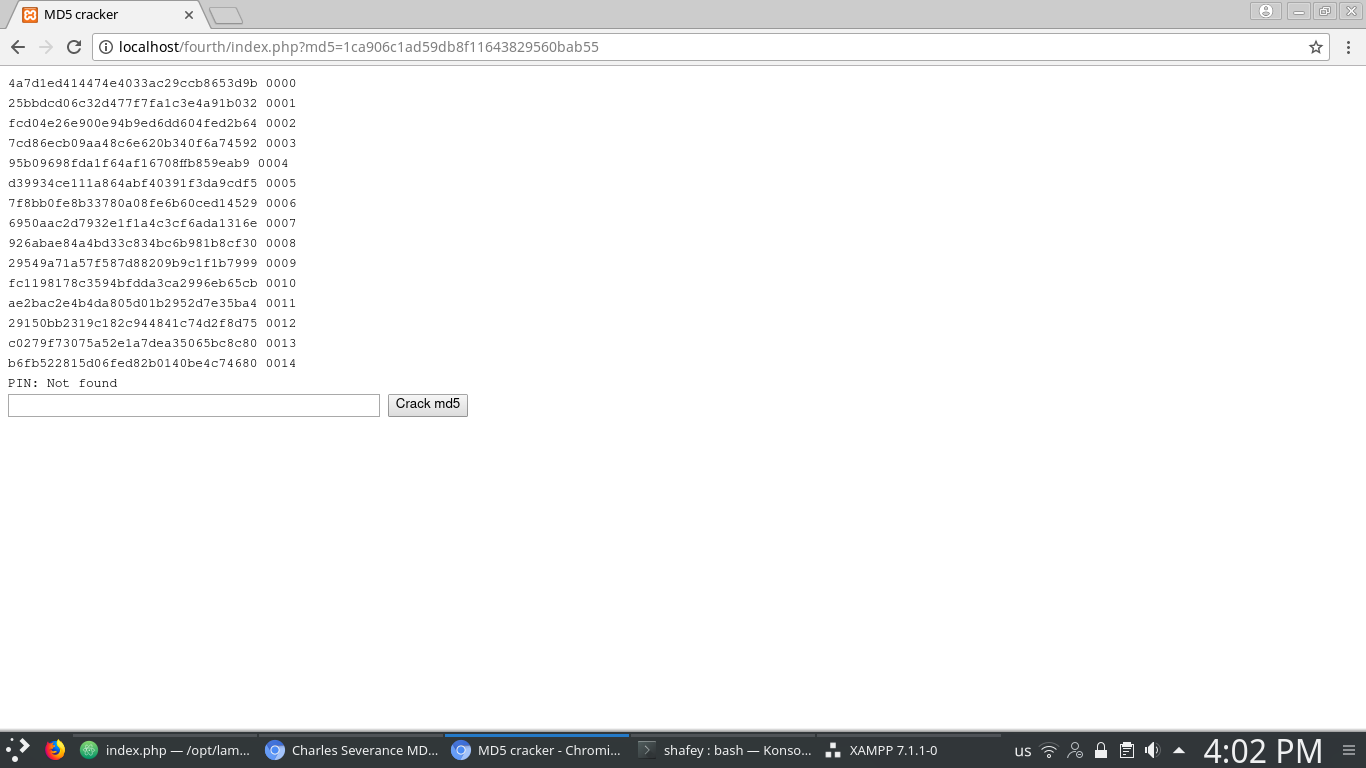 MD5 cracker
localhost/fourth/index.php?md5=1ca906c1ad59db8f11643829560bab55
4a7d1ed414474e4033ac29ccb8653d9b 0000
25bbdcd06c32d477f7fa1c3e4a91b032 0001
fcd04e26e900e94b9ed6dd604fed2b64 0002
7cd86ecb09aa48c6e620b340f6a74592 0003
95b09698fda1f64af16708ffb859eab9 0004
d39934ce111a864abf40391f3da9cdf5 0005
7f8bb0fe8b33780a08fe6b60ced14529 0006
6950aac2d7932e1f1a4c3cf6ada1316e 0007
926abae84a4bd33c834bc6b981b8cf30 0008
29549a71a57f587d88209b9c1f1b7999 0009
fc1198178c3594bfdda3ca2996eb65cb 0010
ae2bac2e4b4da805d01b2952d7e35ba4 0011
29150bb2319c182c944841c74d2f8d75 0012
c0279f73075a52e1a7dea35065bc8c80 0013
b6fb522815d06fed82b0140be4c74680 0014
PIN: Not found
Crack md5
index.php — /opt/lam... Charles Severance MD... MD5 cracker - Chromi... shafey : bash — Konso... XAMPP 7.1.1-0 us 4:02 PM